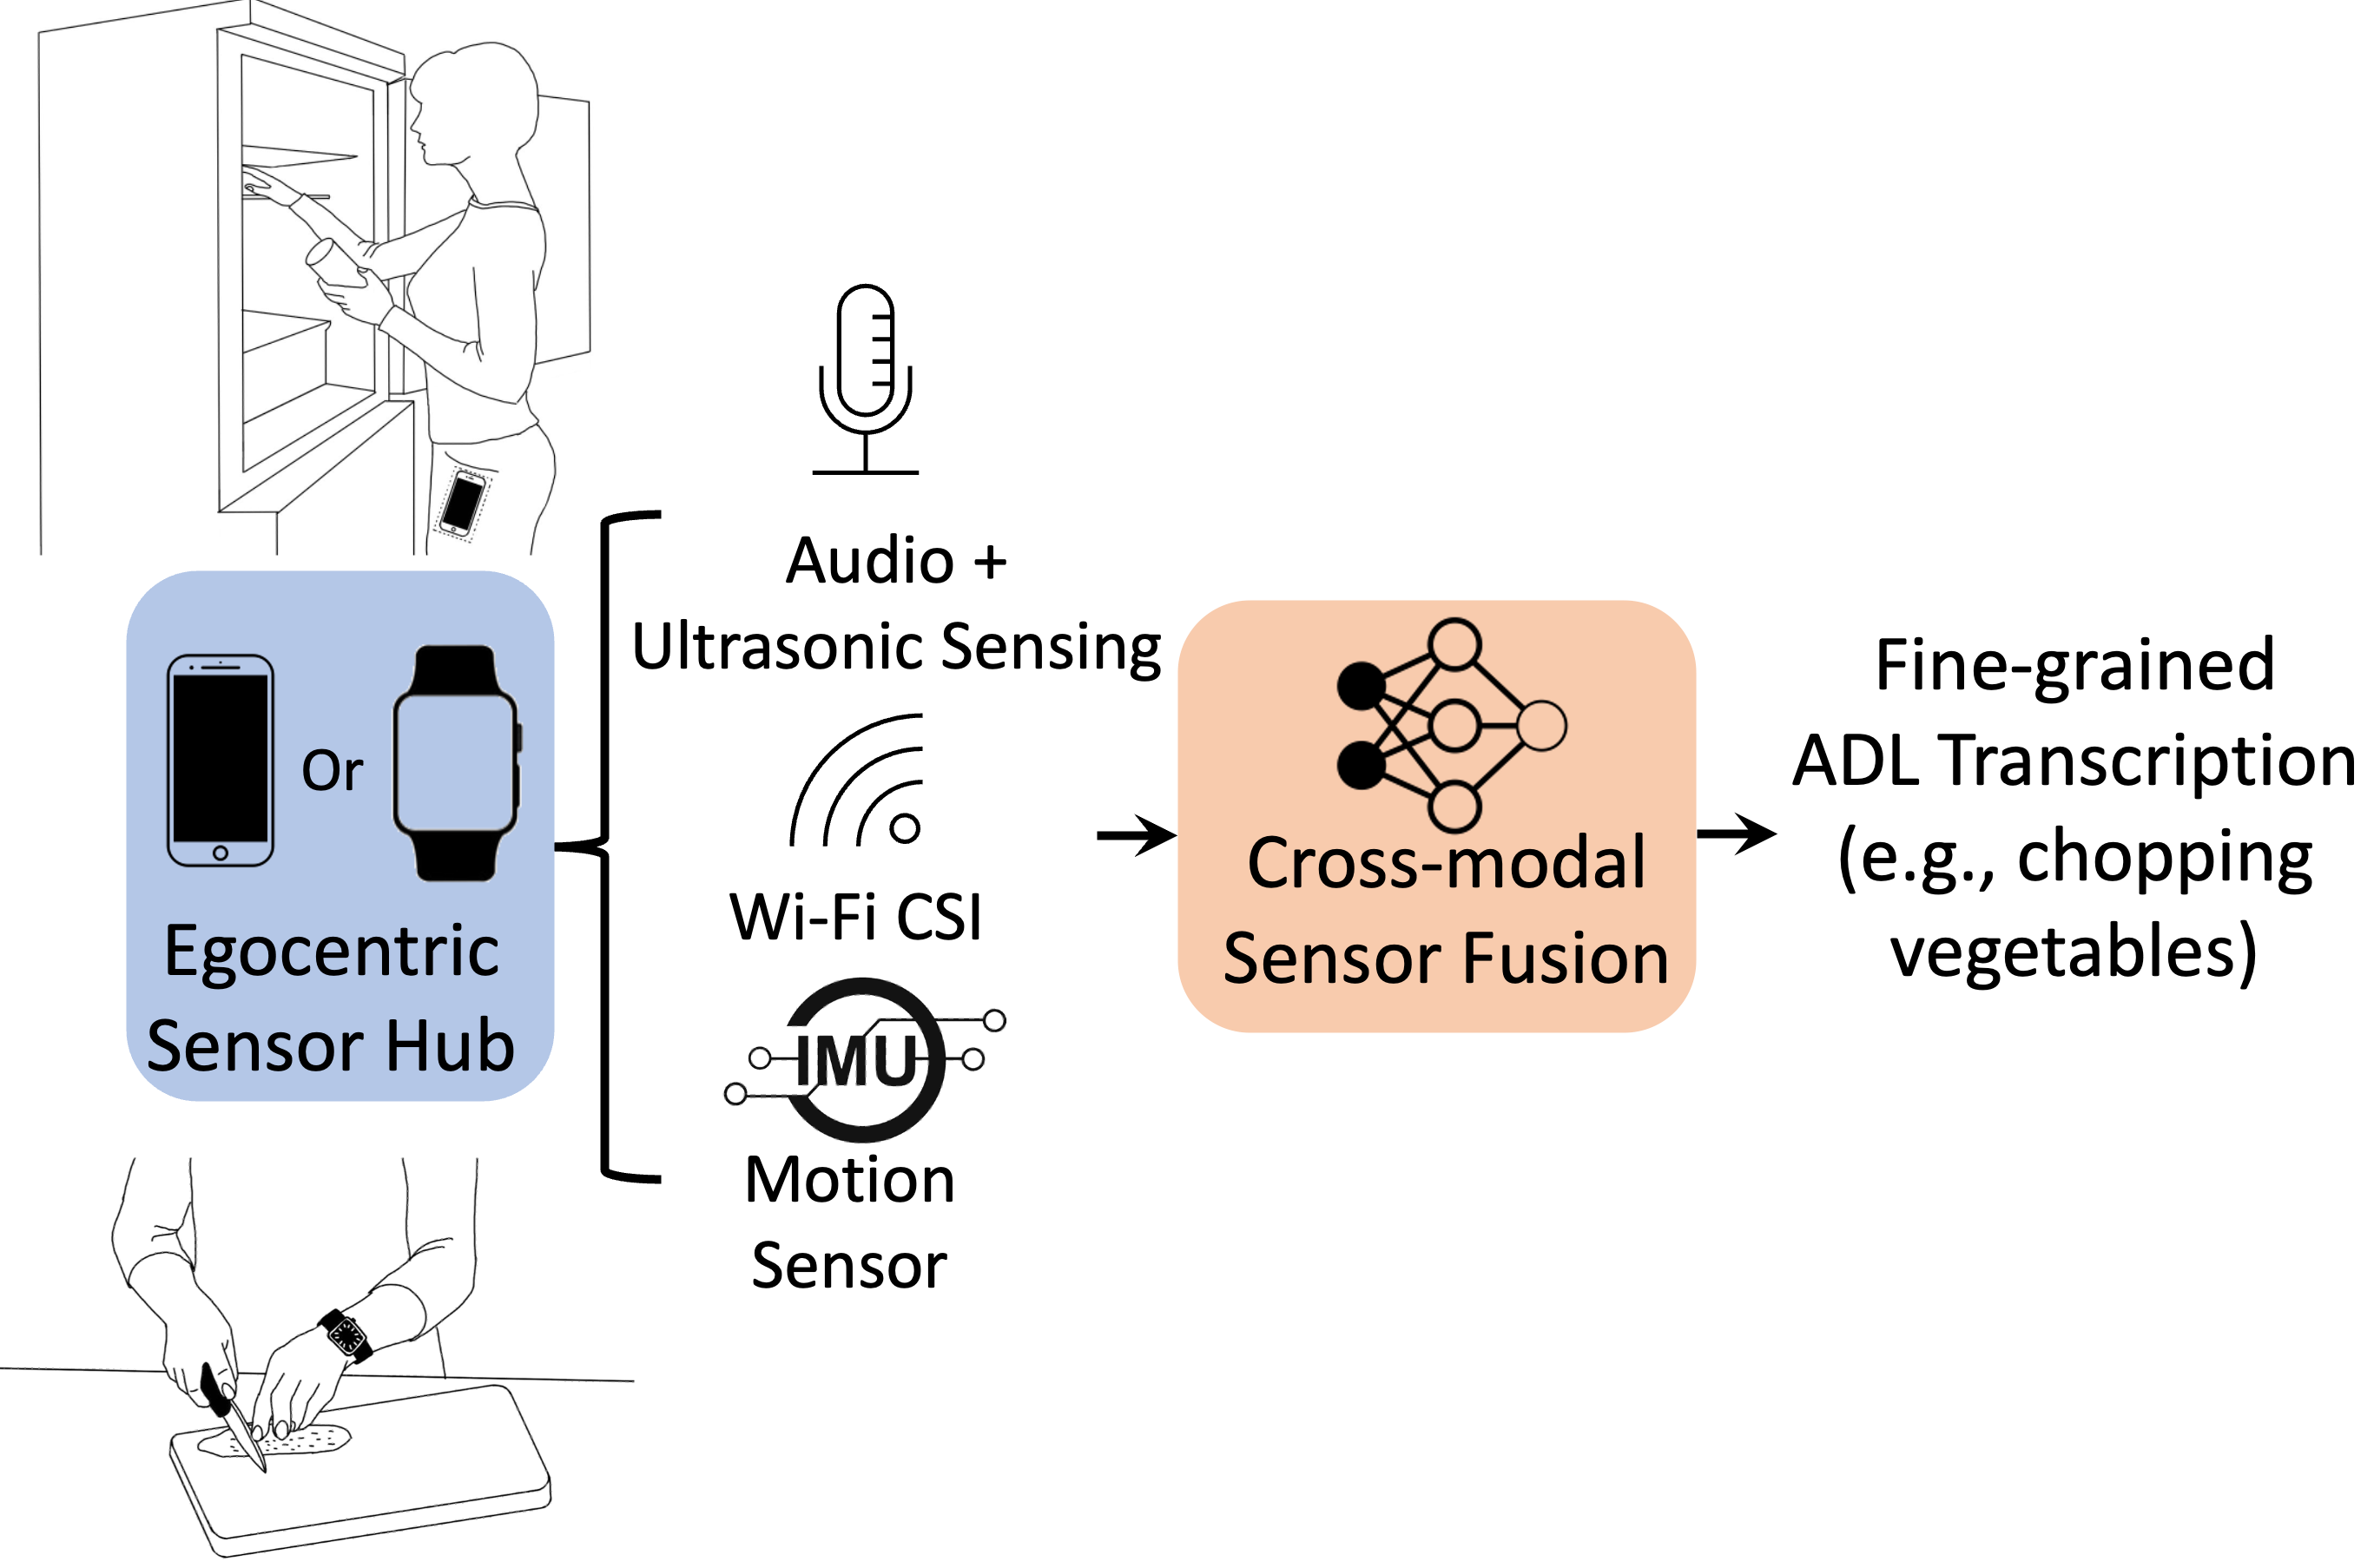 Or
Egocentric
Sensor Hub
Audio +
Ultrasonic Sensing
Wi-Fi CSI
IMU
Motion
Sensor
Cross-modal
Sensor Fusion
Fine-grained
ADL Transcription
(e.g., chopping
vegetables)